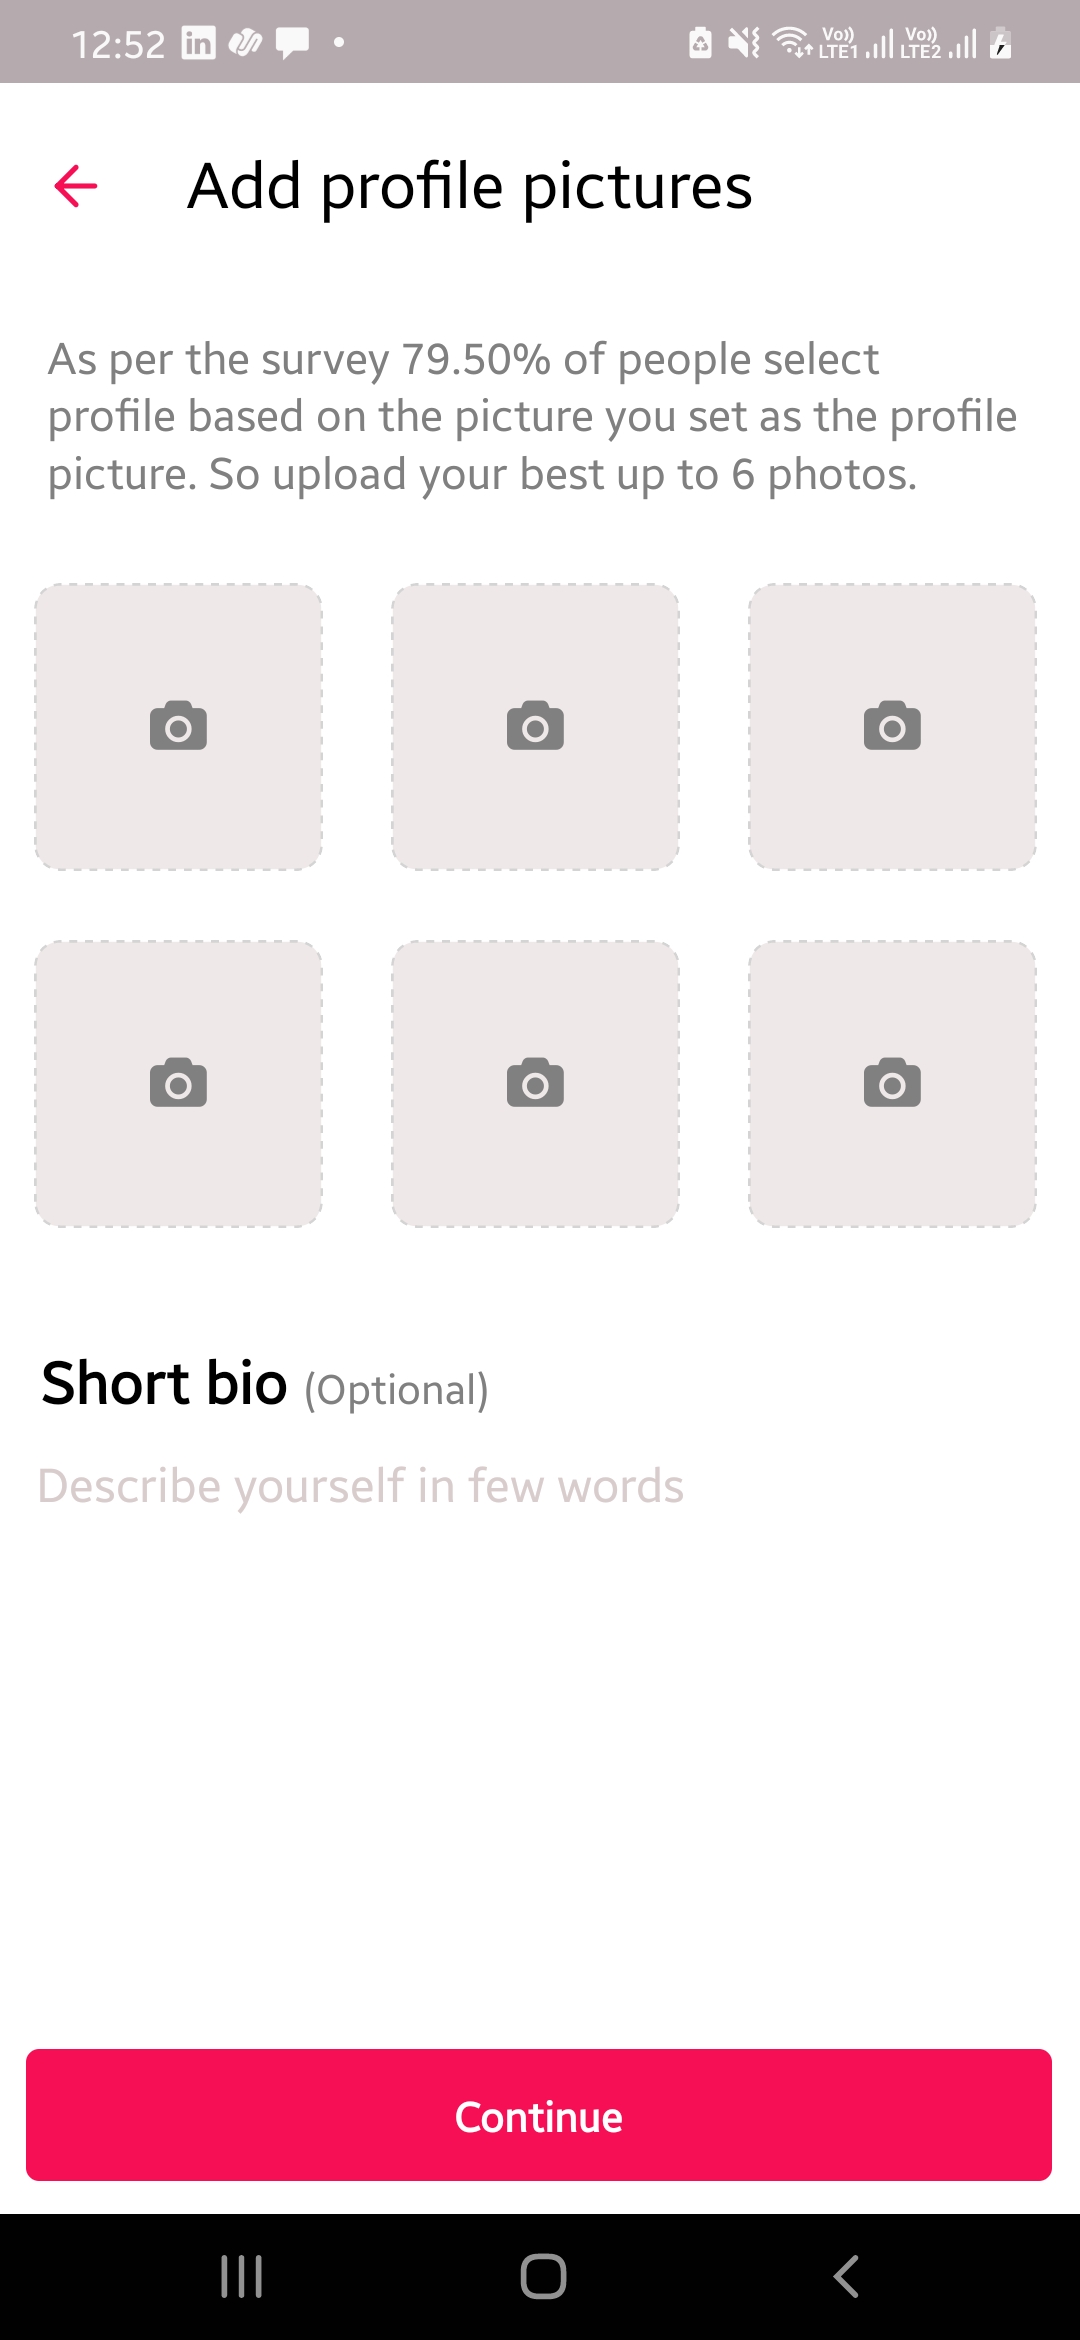 12:52
Vo)) LTE1 Vo)) LTE2
Add profile pictures
As per the survey 79.50% of people select
profile based on the picture you set as the profile
picture. So upload your best up to 6 photos.
Short bio (Optional)
Describe yourself in few words
Continue